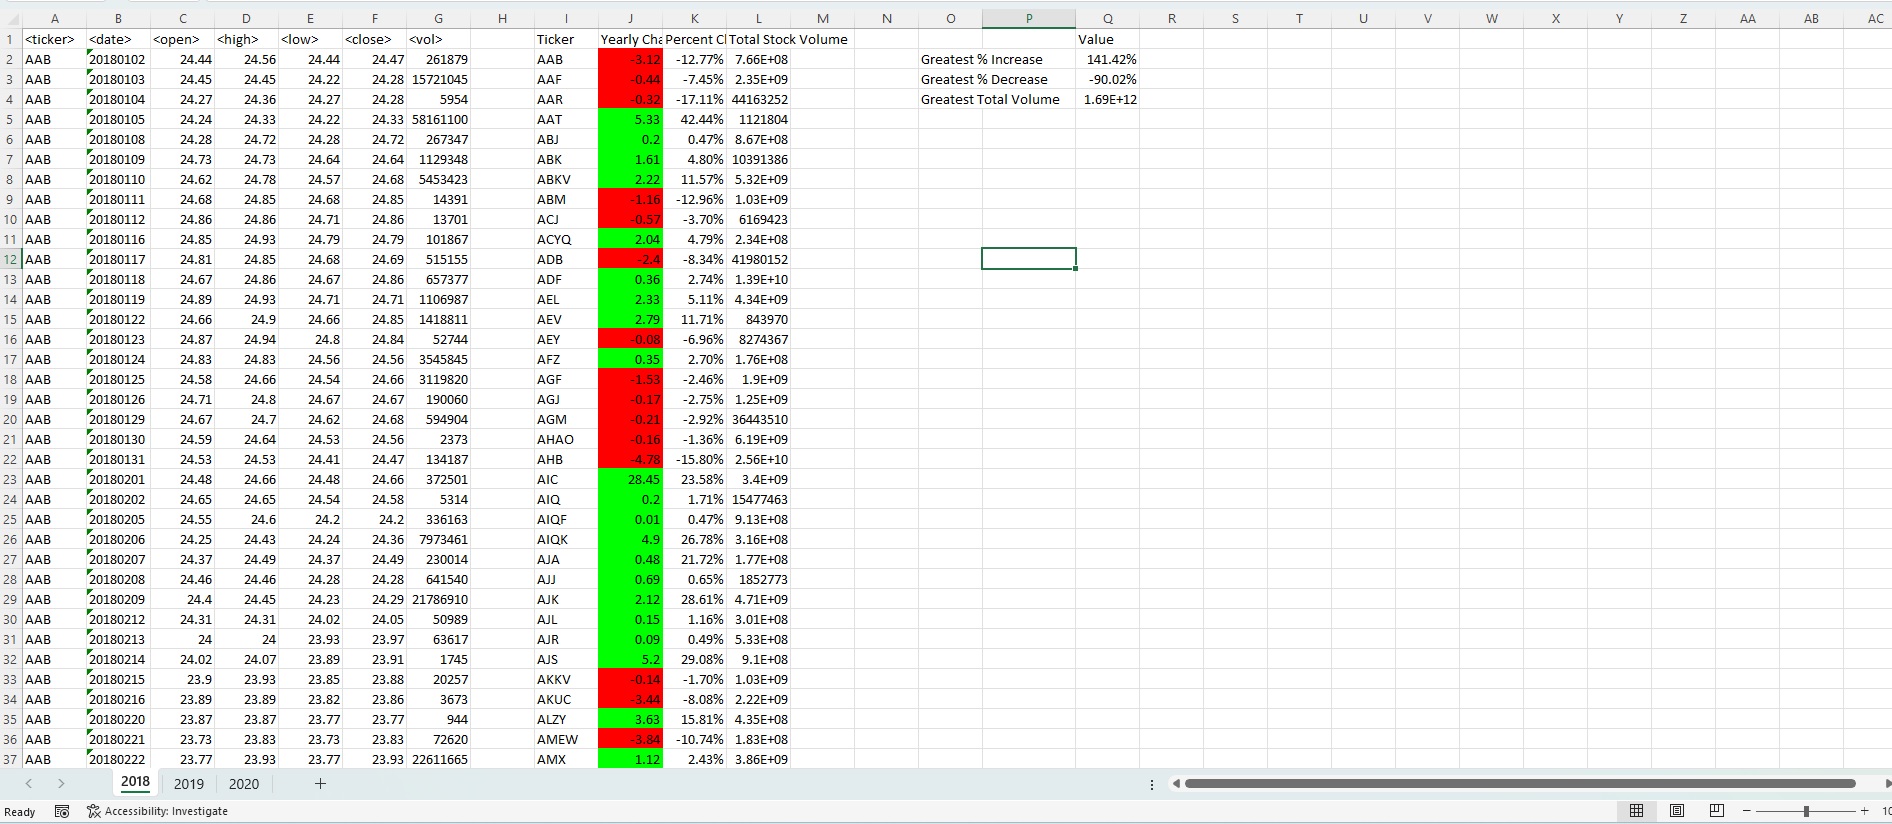 A B C D E F G H I J K L M N O P Q R S T U V W X Y Z AA AB AC
1 <ticker> <date> <open> <high> <low> <close> <vol> Ticker Yearly Cha Percent Cl Total Stock Volume Value
2 AAB 20180102 24.44 24.56 24.44 24.47 261879 AAB -3.12 -12.77% 7.66E+08 Greatest % Increase 141.42%
3 AAB 20180103 24.45 24.45 24.22 24.28 15721045 AAF -0.44 -7.45% 2.35E+09 Greatest % Decrease -90.02%
4 AAB 20180104 24.27 24.36 24.27 24.28 5954 AAR -0.32 -17.11% 44163252 Greatest Total Volume 1.69E+12
5 AAB 20180105 24.24 24.33 24.22 24.33 58161100 AAT 5.33 42.44% 1121804
6 AAB 20180108 24.28 24.72 24.28 24.72 267347 ABJ 0.2 0.47% 8.67E+08
7 AAB 20180109 24.73 24.73 24.64 24.64 1129348 ABK 1.61 4.80% 10391386
8 AAB 20180110 24.62 24.78 24.57 24.68 5453423 ABKV 2.22 11.57% 5.32E+09
9 AAB 20180111 24.68 24.85 24.68 24.85 14391 ABM -1.16 -12.96% 1.03E+09
10 AAB 20180112 24.86 24.86 24.71 24.86 13701 ACJ -0.57 -3.70% 6169423
11 AAB 20180116 24.85 24.93 24.79 24.79 101867 ACYQ 2.04 4.79% 2.34E+08
12 AAB 20180117 24.81 24.85 24.68 24.69 515155 ADB -2.4 -8.34% 41980152
13 AAB 20180118 24.67 24.86 24.67 24.86 657377 ADF 0.36 2.74% 1.39E+10
14 AAB 20180119 24.89 24.93 24.71 24.71 1106987 AEL 2.33 5.11% 4.34E+09
15 AAB 20180122 24.66 24.9 24.66 24.85 1418811 AEV 2.79 11.71% 843970
16 AAB 20180123 24.87 24.94 24.8 24.84 52744 AEY -0.08 -6.96% 8274367
17 AAB 20180124 24.83 24.83 24.56 24.56 3545845 AFZ 0.35 2.70% 1.76E+08
18 AAB 20180125 24.58 24.66 24.54 24.66 3119820 AGF -1.53 -2.46% 1.9E+09
19 AAB 20180126 24.71 24.8 24.67 24.67 190060 AGJ -0.17 -2.75% 1.25E+09
20 AAB 20180129 24.67 24.7 24.62 24.68 594904 AGM -0.21 -2.92% 36443510
21 AAB 20180130 24.59 24.64 24.53 24.56 2373 AHAO -0.16 -1.36% 6.19E+09
22 AAB 20180131 24.53 24.53 24.41 24.47 134187 AHB -4.78 -15.80% 2.56E+10
23 AAB 20180201 24.48 24.66 24.48 24.66 372501 AIC 28.45 23.58% 3.4E+09
24 AAB 20180202 24.65 24.65 24.54 24.58 5314 AIQ 0.2 1.71% 15477463
25 AAB 20180205 24.55 24.6 24.2 24.2 336163 AIQF 0.01 0.47% 9.13E+08
26 AAB 20180206 24.25 24.43 24.24 24.36 7973461 AIQK 4.9 26.78% 3.16E+08
27 AAB 20180207 24.37 24.49 24.37 24.49 230014 AJA 0.48 21.72% 1.77E+08
28 AAB 20180208 24.46 24.46 24.28 24.28 641540 AJJ 0.69 0.65% 1852773
29 AAB 20180209 24.4 24.45 24.23 24.29 21786910 AJK 2.12 28.61% 4.71E+09
30 AAB 20180212 24.31 24.31 24.02 24.05 50989 AJL 0.15 1.16% 3.01E+08
31 AAB 20180213 24 24 23.93 23.97 63617 AJR 0.09 0.49% 5.33E+08
32 AAB 20180214 24.02 24.07 23.89 23.91 1745 AJS 5.2 29.08% 9.1E+08
33 AAB 20180215 23.9 23.93 23.85 23.88 20257 AKKV -0.14 -1.70% 1.03E+09
34 AAB 20180216 23.89 23.89 23.82 23.86 3673 AKUC -3.44 -8.08% 2.22E+09
35 AAB 20180220 23.87 23.87 23.77 23.77 944 ALZY 3.63 15.81% 4.35E+08
36 AAB 20180221 23.73 23.83 23.73 23.83 72620 AMEW -3.84 -10.74% 1.83E+08
37 AAB 20180222 23.77 23.93 23.77 23.93 22611665 AMX 1.12 2.43% 3.86E+09
2018 2019 2020
Ready Accessibility: Investigate 10